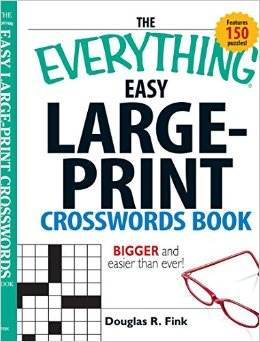 THE
EVERYTHING
EASY
LARGE-
PRINT
CROSSWORDS BOOK
Features
150
puzzles!
BIGGER and
easier than ever!
Douglas R. Fink
THE EVERYTHING EASY LARGE-PRINT CROSSWORDS BOOK
FINK